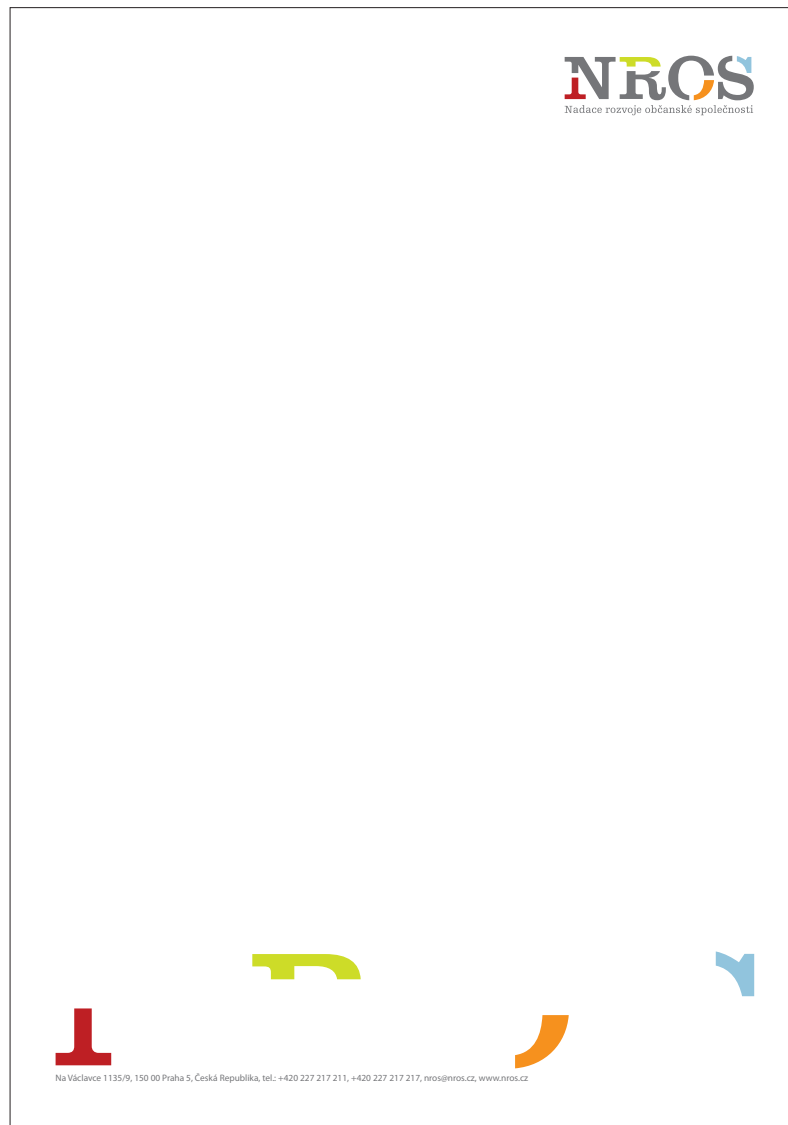 NROS
Nadace rozvoje občanské společnosti
Na Václavce 1135/9, 150 00 Praha 5, Česká Republika, tel.: +420 227 217 211, +420 227 217 217, nros@nros.cz, www.nros.cz